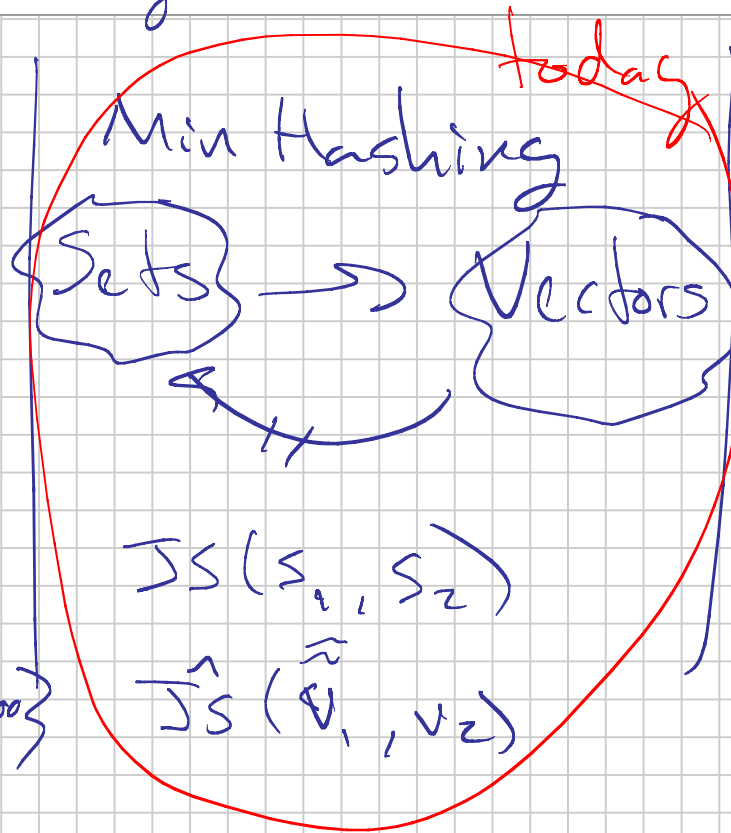 today
Min Hashing
Sets → Vectors
JS(S₁, S₂)
≈
ĴS(v₁, v₂)